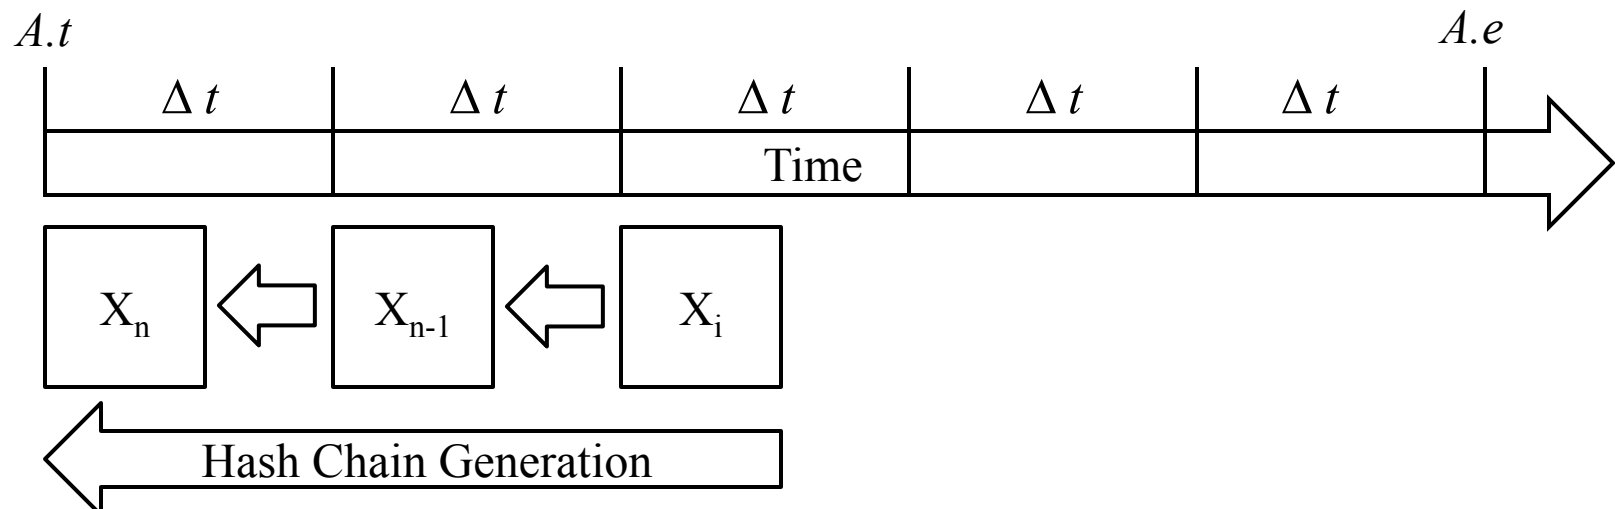 A.t A.e
Δ t Δ t Δ t Δ t Δ t
Time
Xn Xn-1 Xi
Hash Chain Generation